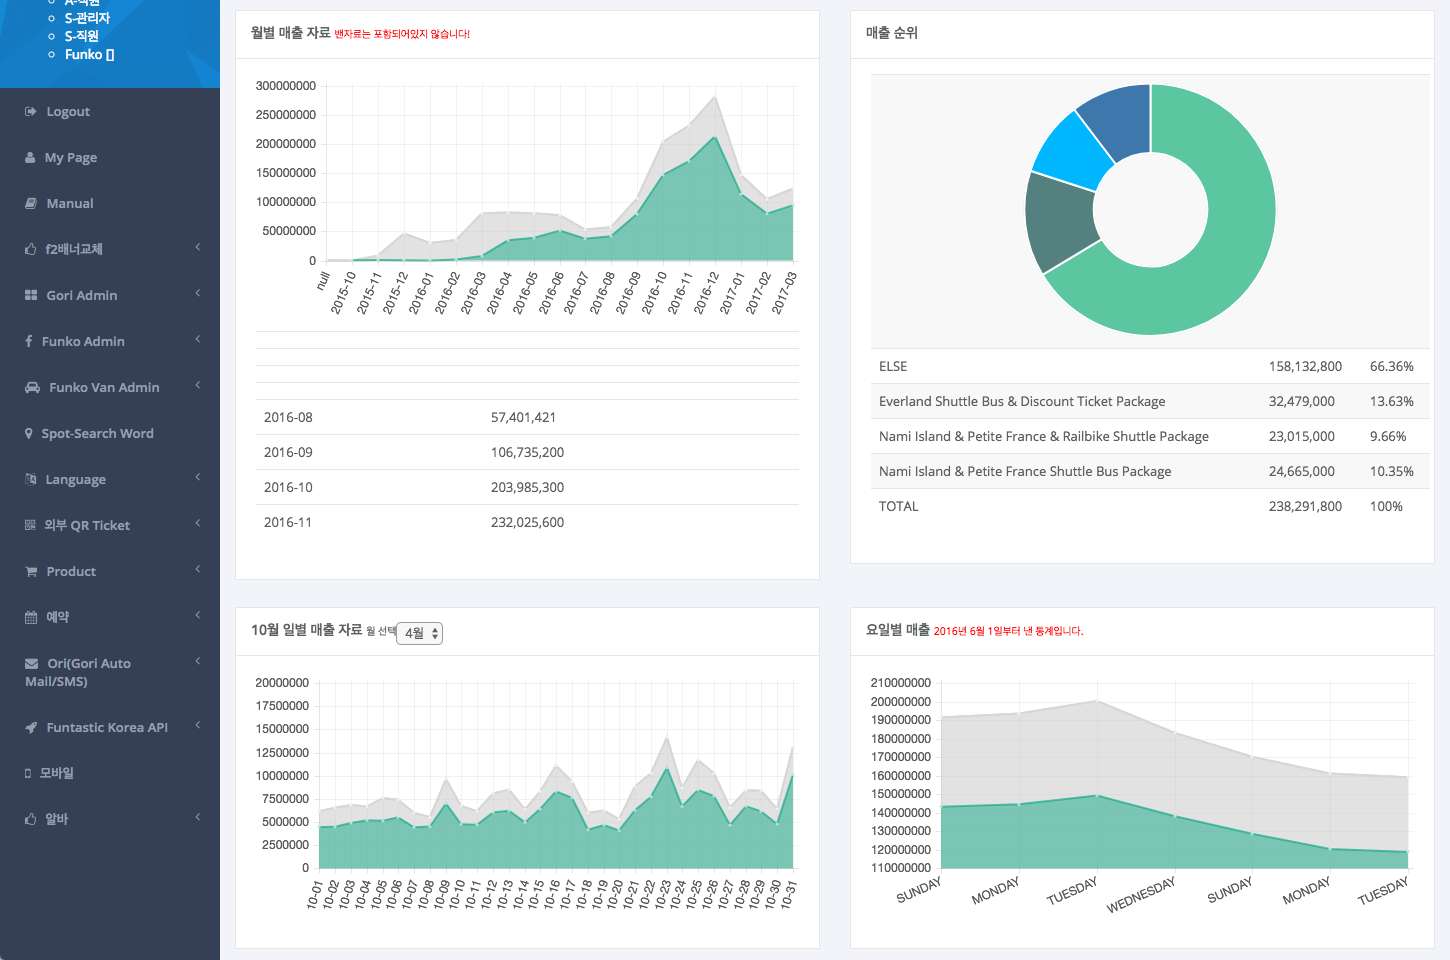 A-직원
S-관리자
S-직원
Funko []
Logout
My Page
Manual
f2배너교체
Gori Admin
Funko Admin
Funko Van Admin
Spot-Search Word
Language
외부 QR Ticket
Product
예약
Ori(Gori Auto
Mail/SMS)
Funtastic Korea API
모바일
알바
월별 매출 자료 밴자료는 포함되어있지 않습니다!
300000000
250000000
200000000
150000000
100000000
50000000
0
null
2015-10
2015-11
2015-12
2016-01
2016-02
2016-03
2016-04
2016-05
2016-06
2016-07
2016-08
2016-09
2016-10
2016-11
2016-12
2017-01
2017-02
2017-03
2016-08 57,401,421
2016-09 106,735,200
2016-10 203,985,300
2016-11 232,025,600
매출 순위
ELSE 158,132,800 66.36%
Everland Shuttle Bus & Discount Ticket Package 32,479,000 13.63%
Nami Island & Petite France & Railbike Shuttle Package 23,015,000 9.66%
Nami Island & Petite France Shuttle Bus Package 24,665,000 10.35%
TOTAL 238,291,800 100%
10월 일별 매출 자료 월 선택 4월
20000000
17500000
15000000
12500000
10000000
7500000
5000000
2500000
0
10-01
10-02
10-03
10-04
10-05
10-06
10-07
10-08
10-09
10-10
10-11
10-12
10-13
10-14
10-15
10-16
10-17
10-18
10-19
10-20
10-21
10-22
10-23
10-24
10-25
10-26
10-27
10-28
10-29
10-30
10-31
요일별 매출 2016년 6월 1일부터 낸 통계입니다.
210000000
200000000
190000000
180000000
170000000
160000000
150000000
140000000
130000000
120000000
110000000
SUNDAY
MONDAY
TUESDAY
WEDNESDAY
SUNDAY
MONDAY
TUESDAY